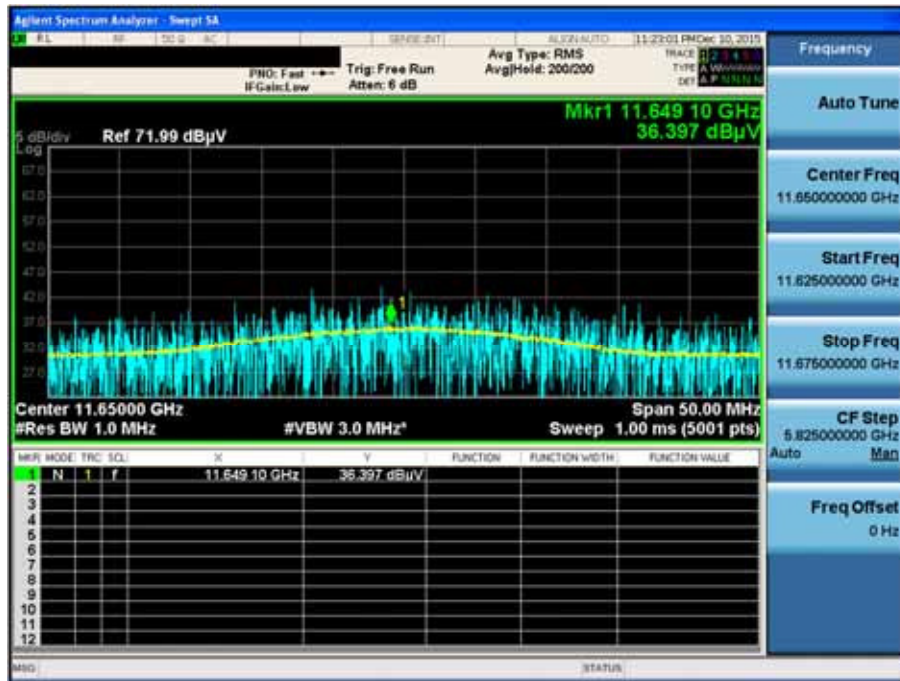 Agilent Spectrum Analyzer - Swept SA
RL RF 50 Ω AC SENSE:INT ALIGN AUTO 11:23:01 PM Dec 10, 2015
Avg Type: RMS
TRACE 1 2 3 4 5 6
PNO: Fast Trig: Free Run Avg|Hold: 200/200
TYPE
IFGain:Low Atten: 6 dB
DET A P N N N N
Mkr1 11.649 10 GHz
36.397 dBµV
5 dB/div Ref 71.99 dBµV
Log
67.0
62.0
57.0
52.0
47.0
42.0
37.0
32.0
27.0
1
Center 11.65000 GHz Span 50.00 MHz
#Res BW 1.0 MHz #VBW 3.0 MHz* Sweep 1.00 ms (5001 pts)
MKR MODE TRC SCL X Y FUNCTION FUNCTION WIDTH FUNCTION VALUE
1 N 1 f 11.649 10 GHz 36.397 dBµV
2
3
4
5
6
7
8
9
10
11
12
MSG STATUS
Frequency
Auto Tune
Center Freq
11.650000000 GHz
Start Freq
11.625000000 GHz
Stop Freq
11.675000000 GHz
CF Step
5.825000000 GHz
Auto Man
Freq Offset
0 Hz